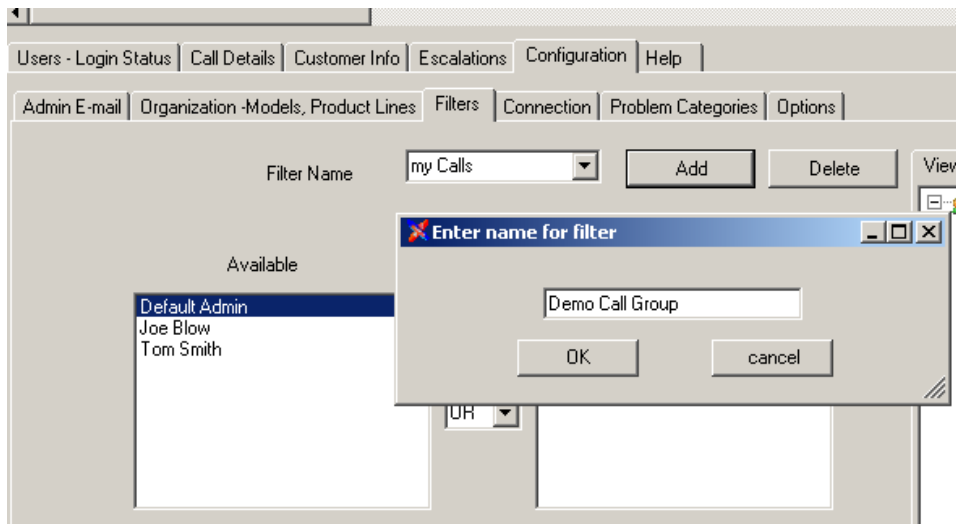 Users - Login Status Call Details Customer Info Escalations Configuration Help
Admin E-mail Organization -Models, Product Lines Filters Connection Problem Categories Options
Filter Name my Calls Add Delete
Enter name for filter
Available
Demo Call Group
Default Admin
Joe Blow
Tom Smith
OK cancel